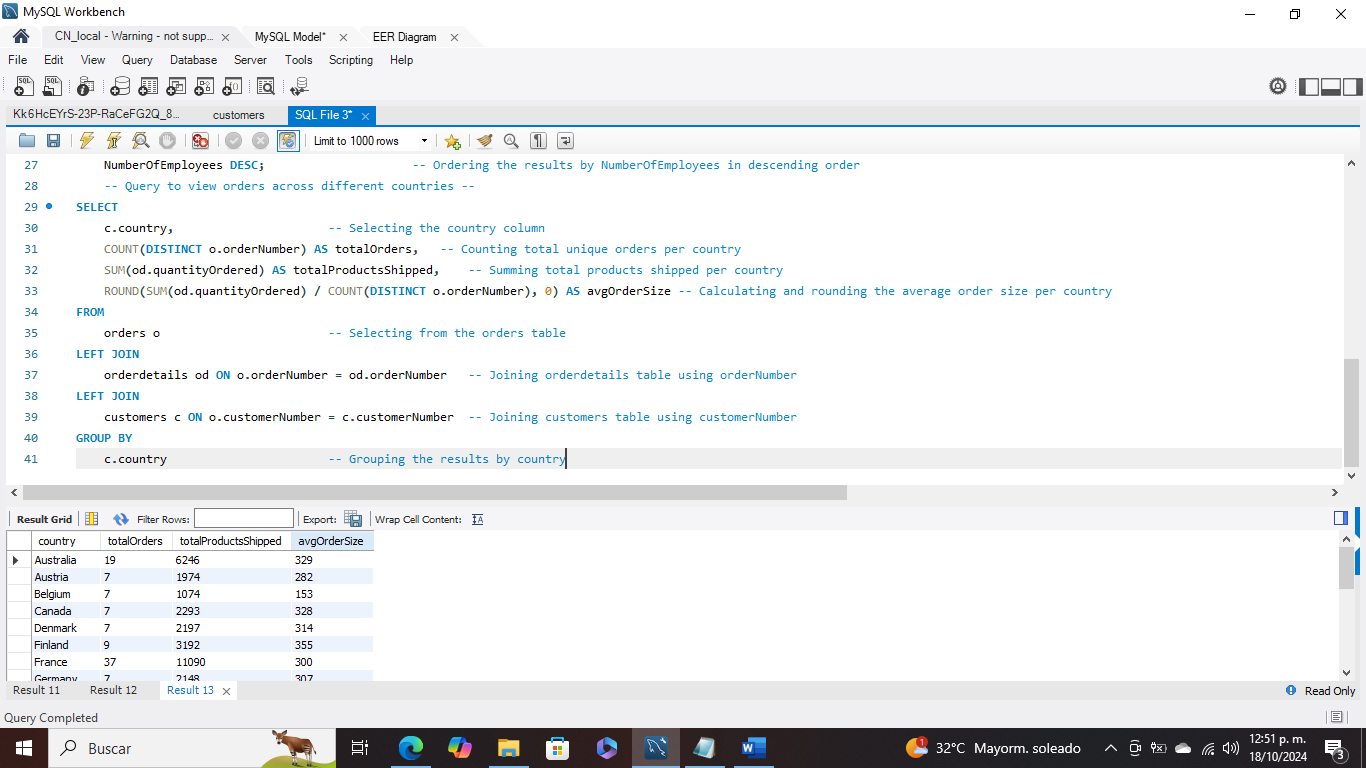 MySQL Workbench
CN_local - Warning - not supp... MySQL Model* EER Diagram
File Edit View Query Database Server Tools Scripting Help
Kk6HcEYrS-23P-RaCeFG2Q_8... customers SQL File 3*
Limit to 1000 rows
27 NumberOfEmployees DESC; -- Ordering the results by NumberOfEmployees in descending order
28 -- Query to view orders across different countries --
29 SELECT
30 c.country, -- Selecting the country column
31 COUNT(DISTINCT o.orderNumber) AS totalOrders, -- Counting total unique orders per country
32 SUM(od.quantityOrdered) AS totalProductsShipped, -- Summing total products shipped per country
33 ROUND(SUM(od.quantityOrdered) / COUNT(DISTINCT o.orderNumber), 0) AS avgOrderSize -- Calculating and rounding the average order size per country
34 FROM
35 orders o -- Selecting from the orders table
36 LEFT JOIN
37 orderdetails od ON o.orderNumber = od.orderNumber -- Joining orderdetails table using orderNumber
38 LEFT JOIN
39 customers c ON o.customerNumber = c.customerNumber -- Joining customers table using customerNumber
40 GROUP BY
41 c.country -- Grouping the results by country
Result Grid Filter Rows: Export: Wrap Cell Content:
country totalOrders totalProductsShipped avgOrderSize
Australia 19 6246 329
Austria 7 1974 282
Belgium 7 1074 153
Canada 7 2293 328
Denmark 7 2197 314
Finland 9 3192 355
France 37 11090 300
Germany 7 2148 307
Result 11 Result 12 Result 13 Read Only
Query Completed
Buscar 32°C Mayorm. soleado 12:51 p. m.
18/10/2024